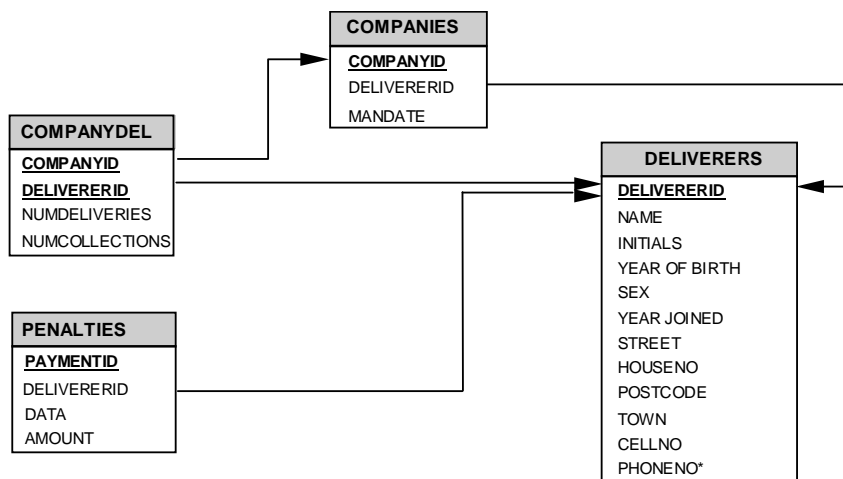 COMPANIES
COMPANYID
DELIVERERID
MANDATE
COMPANYDEL
COMPANYID
DELIVERERID
NUMDELIVERIES
NUMCOLLECTIONS
DELIVERERS
DELIVERERID
NAME
INITIALS
YEAR OF BIRTH
SEX
YEAR JOINED
STREET
HOUSENO
POSTCODE
TOWN
CELLNO
PHONENO*
PENALTIES
PAYMENTID
DELIVERERID
DATA
AMOUNT